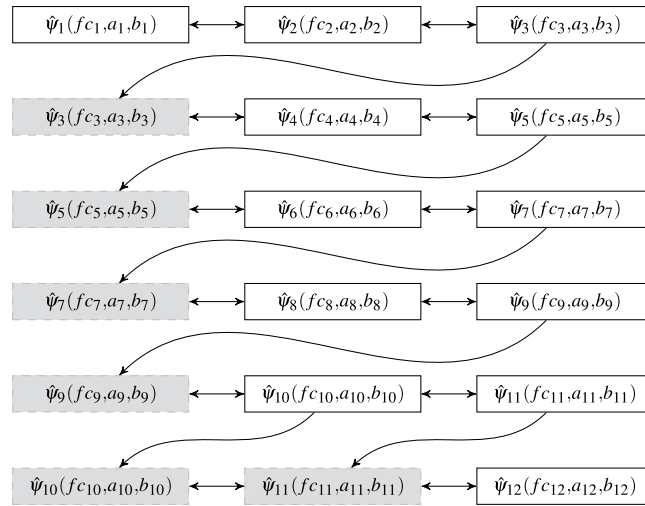 ψ̂₁(fc₁,a₁,b₁) ψ̂₂(fc₂,a₂,b₂) ψ̂₃(fc₃,a₃,b₃)
ψ̂₃(fc₃,a₃,b₃) ψ̂₄(fc₄,a₄,b₄) ψ̂₅(fc₅,a₅,b₅)
ψ̂₅(fc₅,a₅,b₅) ψ̂₆(fc₆,a₆,b₆) ψ̂₇(fc₇,a₇,b₇)
ψ̂₇(fc₇,a₇,b₇) ψ̂₈(fc₈,a₈,b₈) ψ̂₉(fc₉,a₉,b₉)
ψ̂₉(fc₉,a₉,b₉) ψ̂₁₀(fc₁₀,a₁₀,b₁₀) ψ̂₁₁(fc₁₁,a₁₁,b₁₁)
ψ̂₁₀(fc₁₀,a₁₀,b₁₀) ψ̂₁₁(fc₁₁,a₁₁,b₁₁) ψ̂₁₂(fc₁₂,a₁₂,b₁₂)